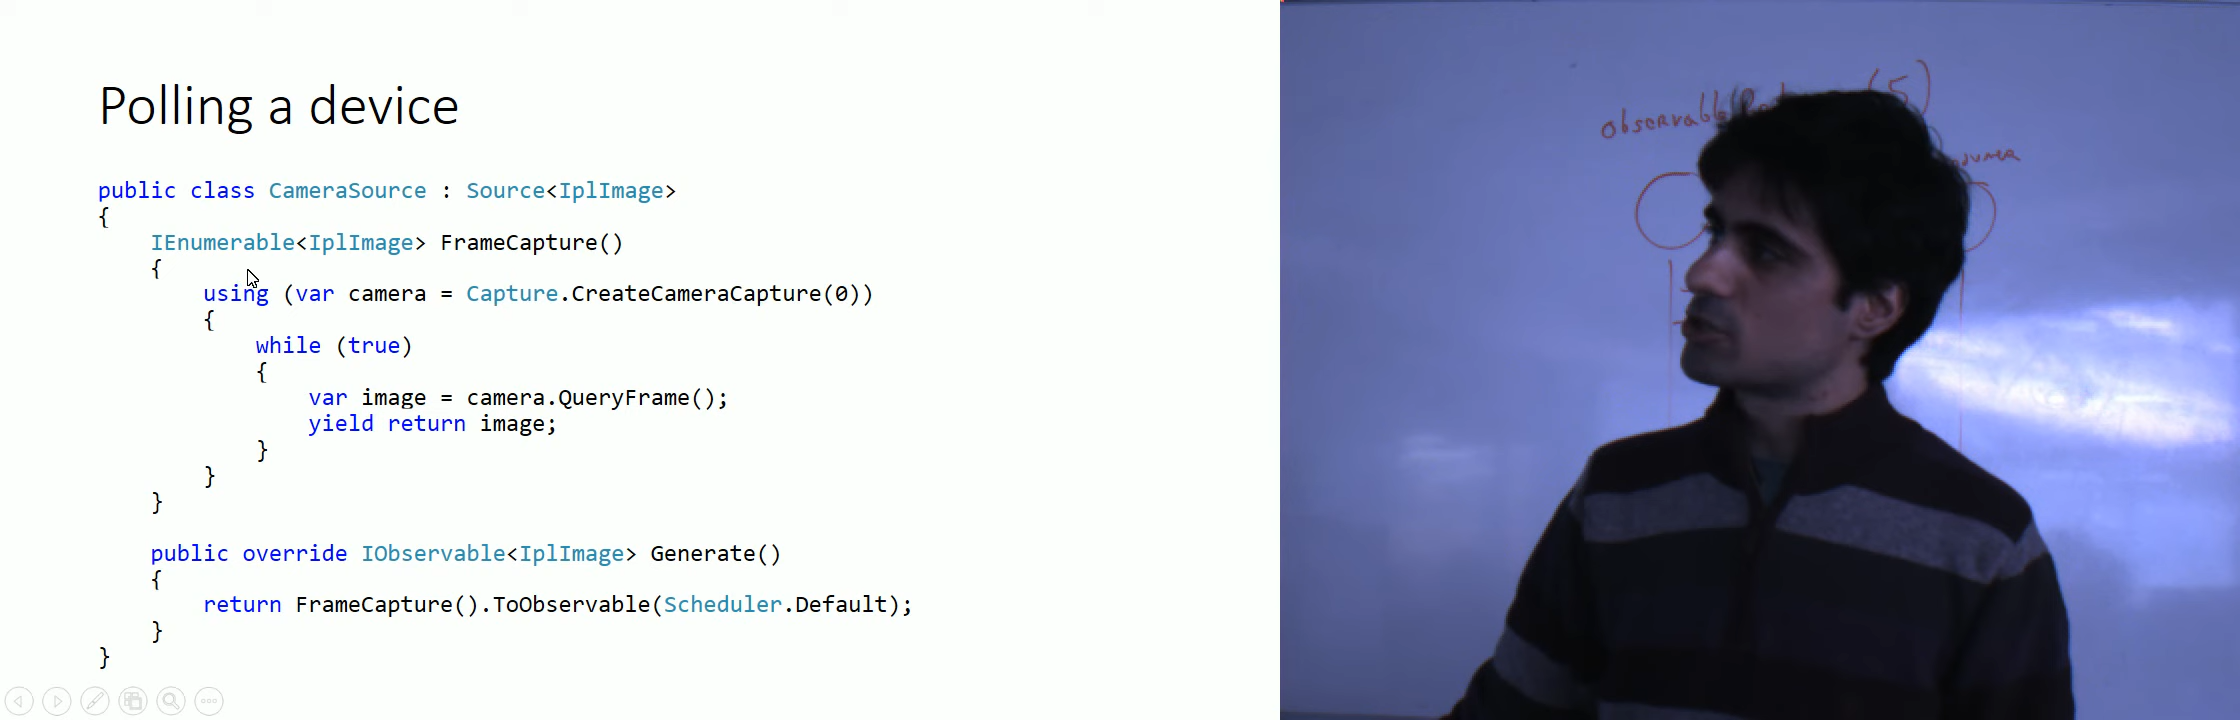 Polling a device
public class CameraSource : Source<IplImage>
{
    IEnumerable<IplImage> FrameCapture()
    {
        using (var camera = Capture.CreateCameraCapture(0))
        {
            while (true)
            {
                var image = camera.QueryFrame();
                yield return image;
            }
        }
    }

    public override IObservable<IplImage> Generate()
    {
        return FrameCapture().ToObservable(Scheduler.Default);
    }
}
(5)